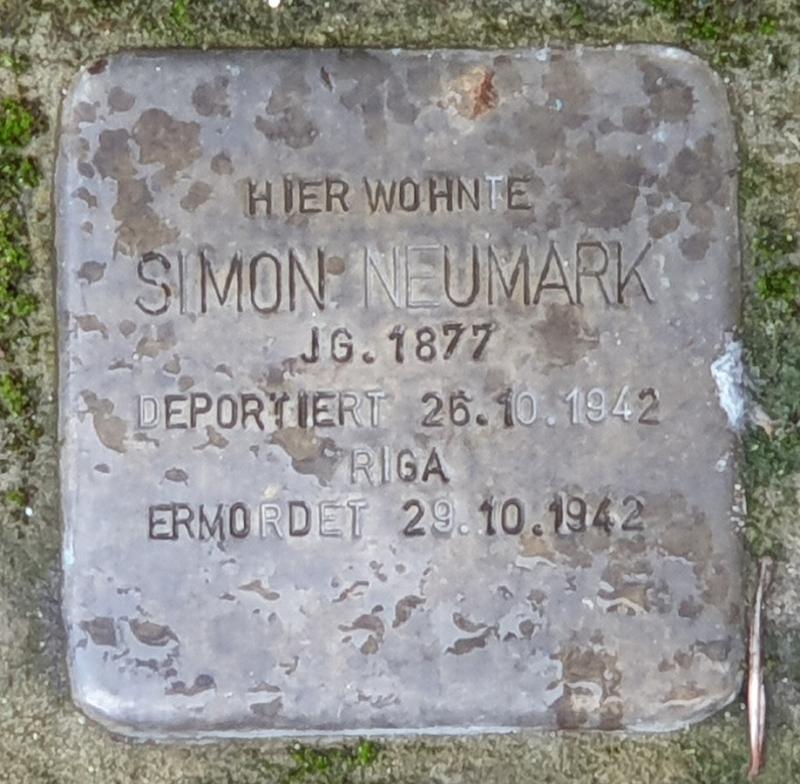 HIER WOHNTE
SIMON NEUMARK
JG. 1877
DEPORTIERT 26.10.1942
RIGA
ERMORDET 29.10.1942